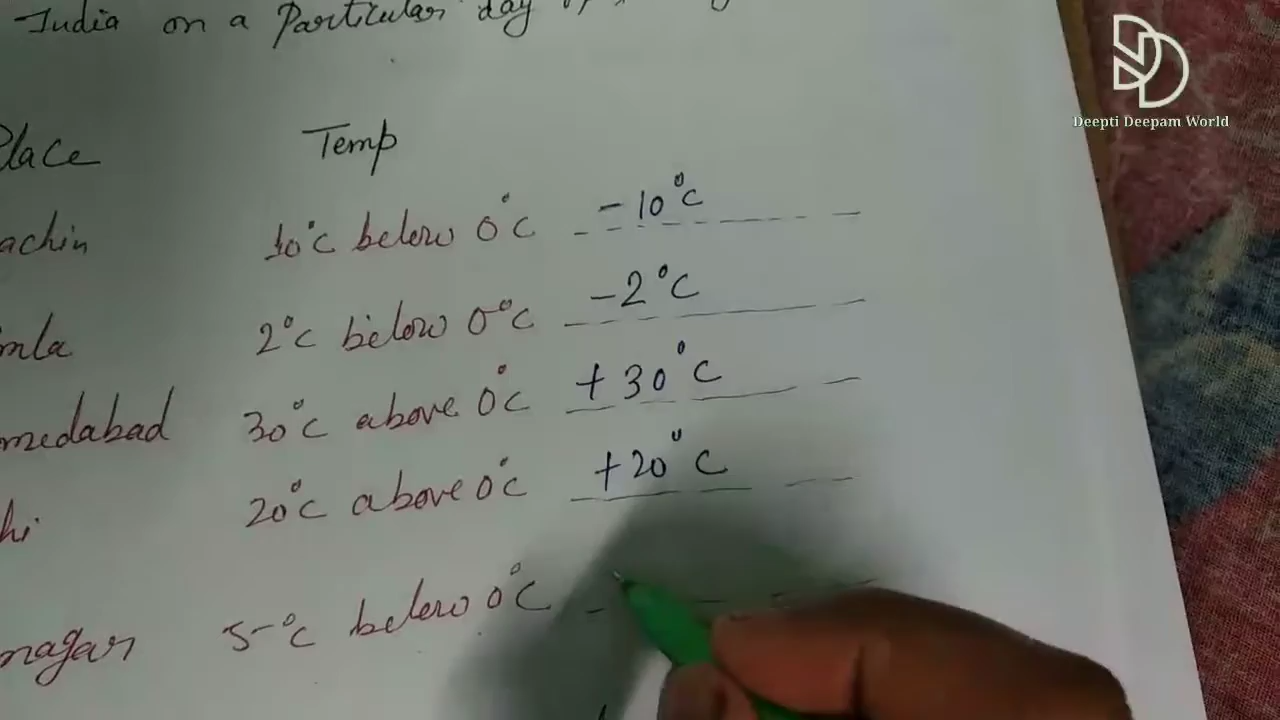 India on a Particular day
Deepti Deepam World
Place Temp
achin 10°C below 0°C - 10°C
mla 2°C below 0°C - 2°C
medabad 30°C above 0°C + 30°C
hi 20°C above 0°C + 20°C
nagar 5°C below 0°C